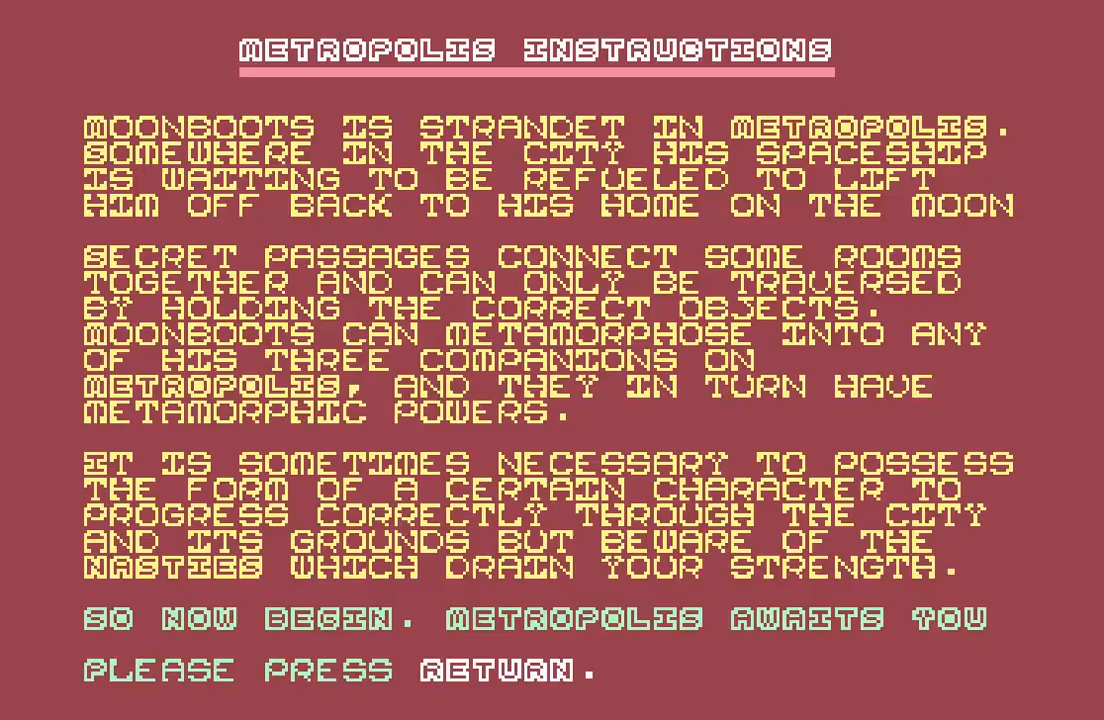 METROPOLIS INSTRUCTIONS
MOONBOOTS IS STRANDET IN METROPOLIS.
SOMEWHERE IN THE CITY HIS SPACESHIP
IS WAITING TO BE REFUELED TO LIFT
HIM OFF BACK TO HIS HOME ON THE MOON
SECRET PASSAGES CONNECT SOME ROOMS
TOGETHER AND CAN ONLY BE TRAVERSED
BY HOLDING THE CORRECT OBJECTS.
MOONBOOTS CAN METAMORPHOSE INTO ANY
OF HIS THREE COMPANIONS ON
METROPOLIS, AND THEY IN TURN HAVE
METAMORPHIC POWERS.
IT IS SOMETIMES NECESSARY TO POSSESS
THE FORM OF A CERTAIN CHARACTER TO
PROGRESS CORRECTLY THROUGH THE CITY
AND ITS GROUNDS BUT BEWARE OF THE
NASTIES WHICH DRAIN YOUR STRENGTH.
SO NOW BEGIN. METROPOLIS AWAITS YOU
PLEASE PRESS RETURN.